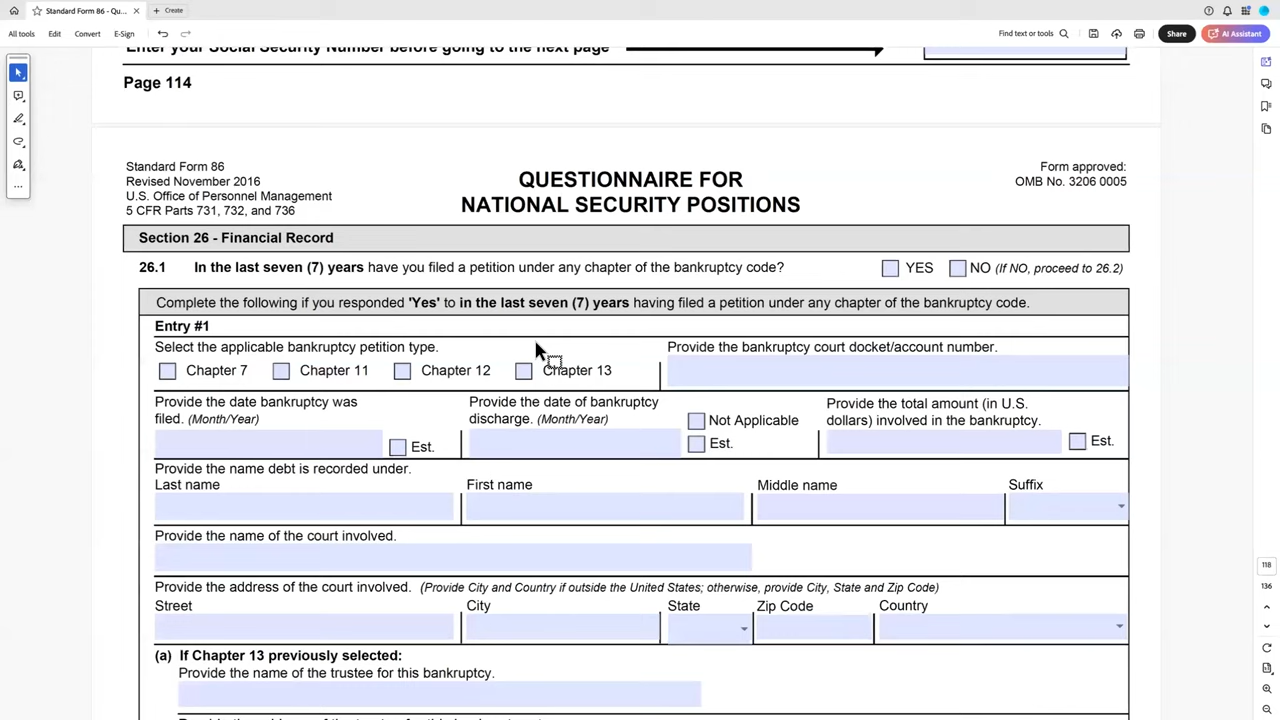 Standard Form 86 - Qu...
Create
All tools
Edit
Convert
E-Sign
Find text or tools
Share
AI Assistant
Enter your Social Security Number before going to the next page
Page 114
Standard Form 86
Revised November 2016
U.S. Office of Personnel Management
5 CFR Parts 731, 732, and 736
QUESTIONNAIRE FOR
NATIONAL SECURITY POSITIONS
Form approved:
OMB No. 3206 0005
Section 26 - Financial Record
26.1 In the last seven (7) years have you filed a petition under any chapter of the bankruptcy code? YES NO (If NO, proceed to 26.2)
Complete the following if you responded 'Yes' to in the last seven (7) years having filed a petition under any chapter of the bankruptcy code.
Entry #1
Select the applicable bankruptcy petition type.
Chapter 7 Chapter 11 Chapter 12 Chapter 13
Provide the bankruptcy court docket/account number.
Provide the date bankruptcy was
filed. (Month/Year)
Est.
Provide the date of bankruptcy
discharge. (Month/Year)
Not Applicable
Est.
Provide the total amount (in U.S.
dollars) involved in the bankruptcy.
Est.
Provide the name debt is recorded under.
Last name First name Middle name Suffix
Provide the name of the court involved.
Provide the address of the court involved. (Provide City and Country if outside the United States; otherwise, provide City, State and Zip Code)
Street City State Zip Code Country
(a) If Chapter 13 previously selected:
Provide the name of the trustee for this bankruptcy.
118
136